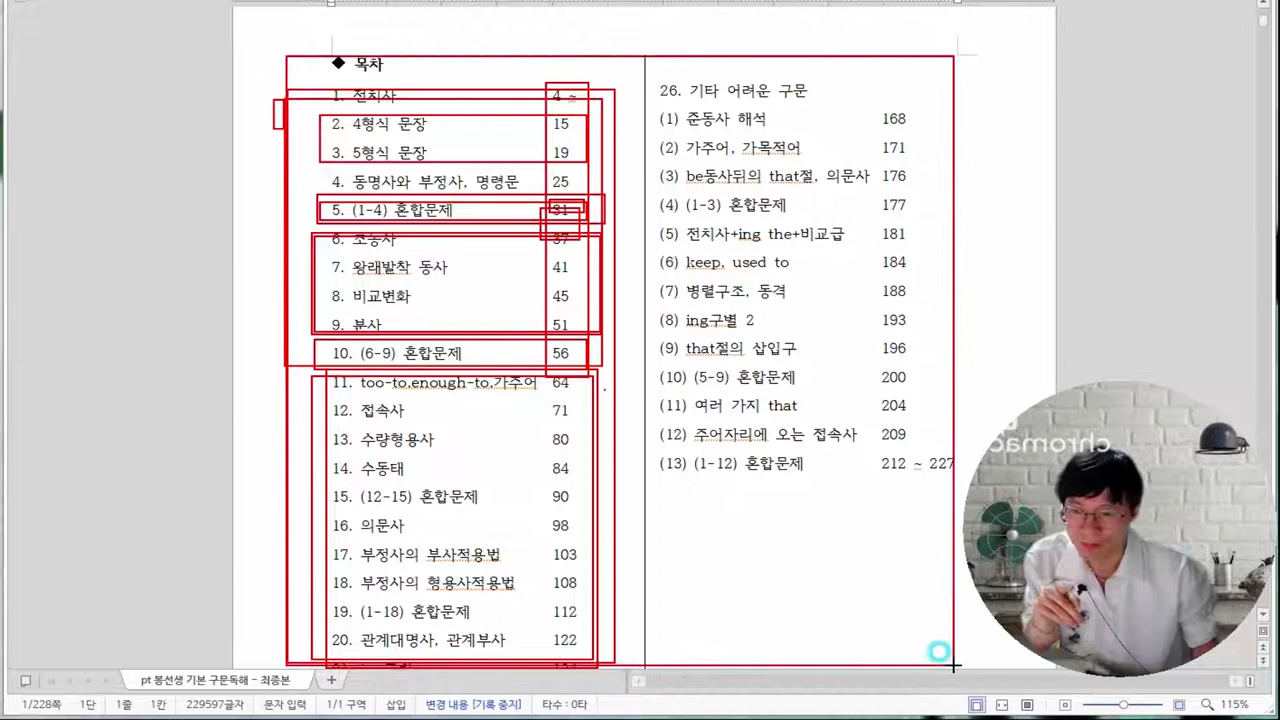 ◆ 목차
1. 전치사 4 ~
2. 4형식 문장 15
3. 5형식 문장 19
4. 동명사와 부정사, 명령문 25
5. (1-4) 혼합문제 31
6. 조동사 37
7. 왕래발착 동사 41
8. 비교변화 45
9. 분사 51
10. (6-9) 혼합문제 56
11. too-to,enough-to,가주어 64
12. 접속사 71
13. 수량형용사 80
14. 수동태 84
15. (12-15) 혼합문제 90
16. 의문사 98
17. 부정사의 부사적용법 103
18. 부정사의 형용사적용법 108
19. (1-18) 혼합문제 112
20. 관계대명사, 관계부사 122
26. 기타 어려운 구문
(1) 준동사 해석 168
(2) 가주어, 가목적어 171
(3) be동사뒤의 that절, 의문사 176
(4) (1-3) 혼합문제 177
(5) 전치사+ing the+비교급 181
(6) keep, used to 184
(7) 병렬구조, 동격 188
(8) ing구별 2 193
(9) that절의 삽입구 196
(10) (5-9) 혼합문제 200
(11) 여러 가지 that 204
(12) 주어자리에 오는 접속사 209
(13) (1-12) 혼합문제 212 ~ 227
pt 봉선생 기본 구문독해 - 최종본
1/228쪽 1단 1줄 1칸 229597글자 문자 입력 1/1 구역 삽입 변경 내용 [기록 중지] 타수 : 0타 115%